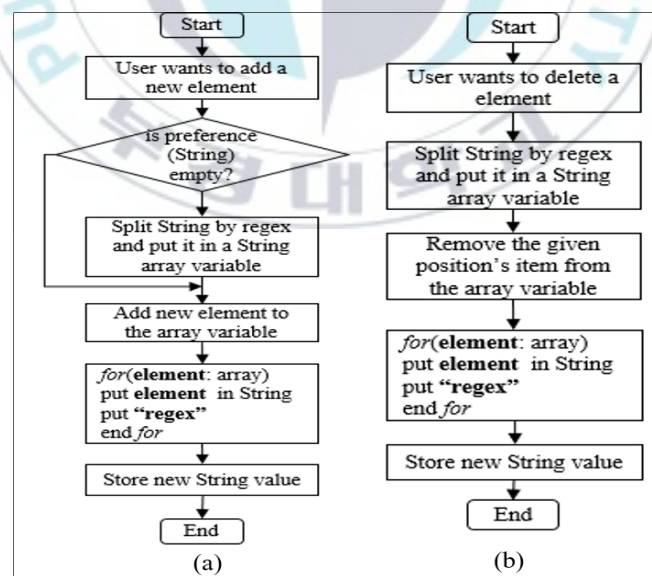 Start
User wants to add a
new element
is preference
(String)
empty?
Split String by regex
and put it in a String
array variable
Add new element to
the array variable
for(element: array)
put element in String
put “regex”
end for
Store new String value
End
(a)
Start
User wants to delete a
element
Split String by regex
and put it in a String
array variable
Remove the given
position’s item from
the array variable
for(element: array)
put element in String
put “regex”
end for
Store new String value
End
(b)